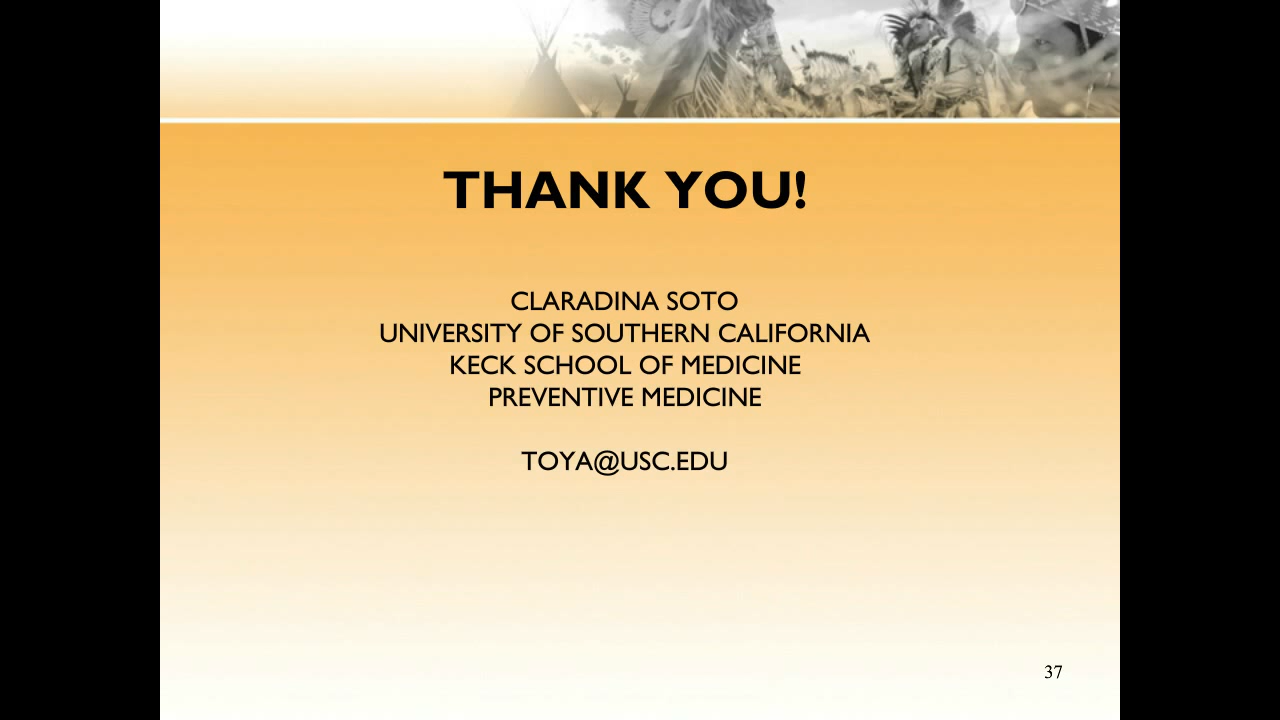 THANK YOU!
CLARADINA SOTO
UNIVERSITY OF SOUTHERN CALIFORNIA
KECK SCHOOL OF MEDICINE
PREVENTIVE MEDICINE
TOYA@USC.EDU
37